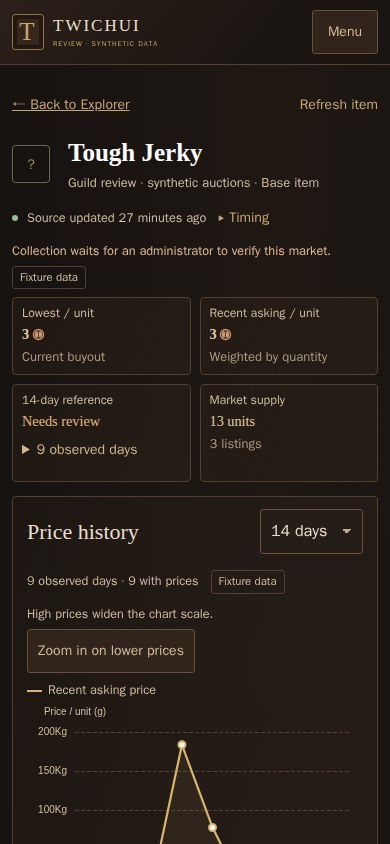 T TWICHUI
REVIEW · SYNTHETIC DATA
Menu
← Back to Explorer
Refresh item
?
Tough Jerky
Guild review · synthetic auctions · Base item
Source updated 27 minutes ago ▸ Timing
Collection waits for an administrator to verify this market.
Fixture data
Lowest / unit
3
Current buyout
Recent asking / unit
3
Weighted by quantity
14-day reference
Needs review
▶ 9 observed days
Market supply
13 units
3 listings
Price history
14 days
9 observed days · 9 with prices
Fixture data
High prices widen the chart scale.
Zoom in on lower prices
Recent asking price
Price / unit (g)
200Kg
150Kg
100Kg